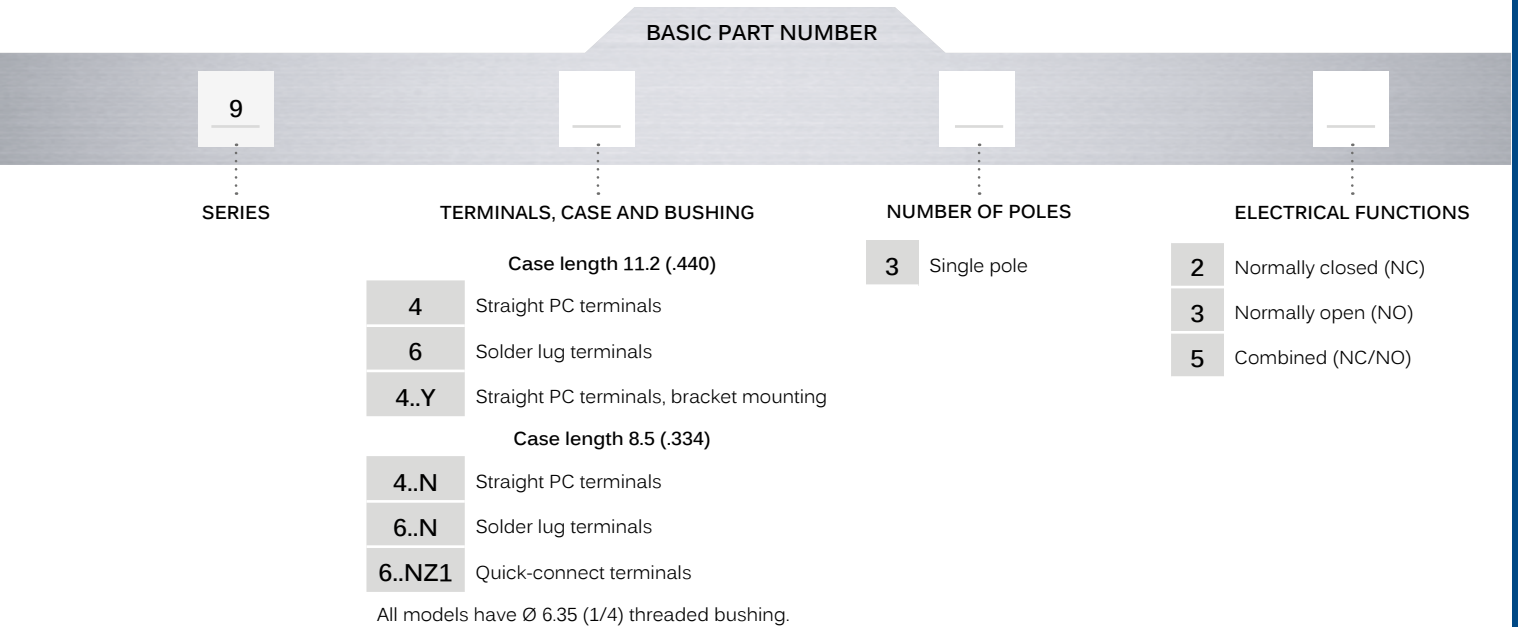 BASIC PART NUMBER
9
SERIES
TERMINALS, CASE AND BUSHING
Case length 11.2 (.440)
4 Straight PC terminals
6 Solder lug terminals
4..Y Straight PC terminals, bracket mounting
Case length 8.5 (.334)
4..N Straight PC terminals
6..N Solder lug terminals
6..NZ1 Quick-connect terminals
All models have Ø 6.35 (1/4) threaded bushing.
NUMBER OF POLES
3 Single pole
ELECTRICAL FUNCTIONS
2 Normally closed (NC)
3 Normally open (NO)
5 Combined (NC/NO)